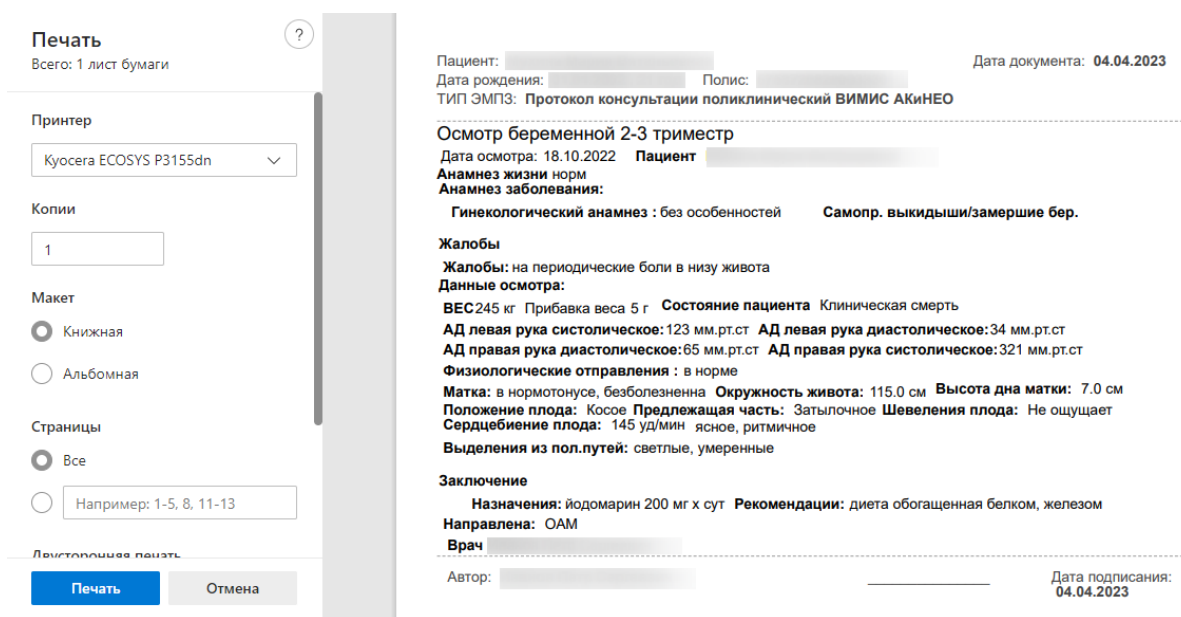 Печать
?
Всего: 1 лист бумаги
Принтер
Kyocera ECOSYS P3155dn
Копии
1
Макет
Книжная
Альбомная
Страницы
Все
Например: 1-5, 8, 11-13
Двусторонняя печать
Печать Отмена
Пациент: Дата документа: 04.04.2023
Дата рождения: Полис:
ТИП ЭМПЗ: Протокол консультации поликлинический ВИМИС АКиНЕО
Осмотр беременной 2-3 триместр
Дата осмотра: 18.10.2022 Пациент
Анамнез жизни норм
Анамнез заболевания:
Гинекологический анамнез : без особенностей Самопр. выкидыши/замершие бер.
Жалобы
Жалобы: на периодические боли в низу живота
Данные осмотра:
ВЕС245 кг Прибавка веса 5 г Состояние пациента Клиническая смерть
АД левая рука систолическое:123 мм.рт.ст АД левая рука диастолическое:34 мм.рт.ст
АД правая рука диастолическое:65 мм.рт.ст АД правая рука систолическое:321 мм.рт.ст
Физиологические отправления : в норме
Матка: в нормотонусе, безболезненна Окружность живота: 115.0 см Высота дна матки: 7.0 см
Положение плода: Косое Предлежащая часть: Затылочное Шевеления плода: Не ощущает
Сердцебиение плода: 145 уд/мин ясное, ритмичное
Выделения из пол.путей: светлые, умеренные
Заключение
Назначения: йодомарин 200 мг х сут Рекомендации: диета обогащенная белком, железом
Направлена: ОАМ
Врач
Автор: Дата подписания:
04.04.2023